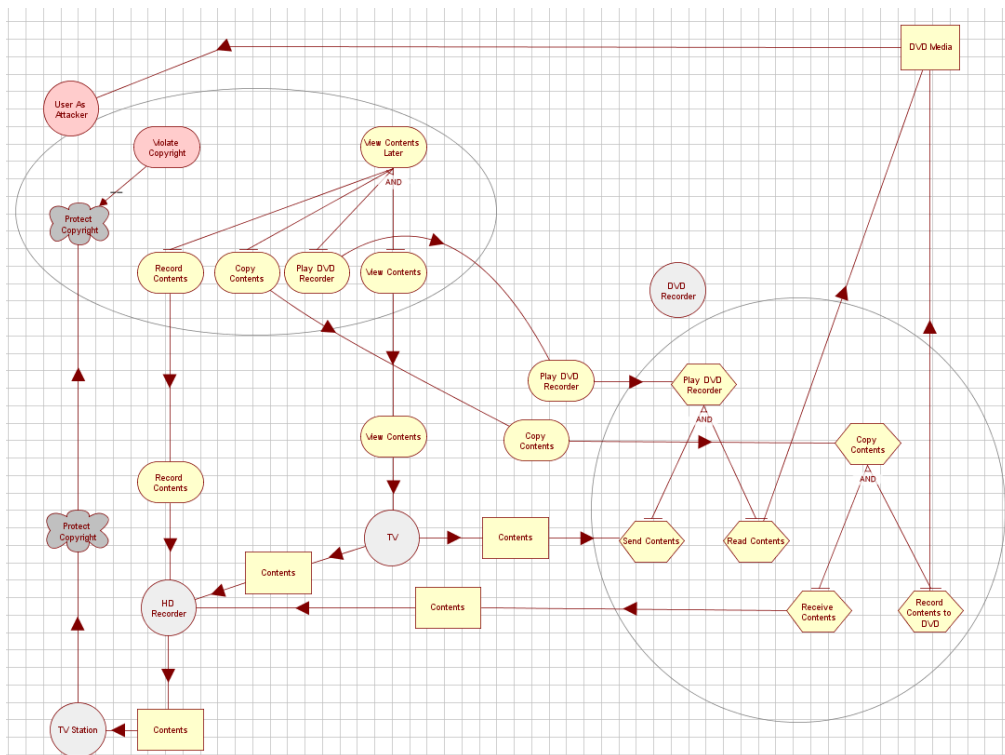 DVD Media
User As
Attacker
Violate
Copyright
View Contents
Later
AND
Protect
Copyright
Record
Contents
Copy
Contents
Play DVD
Recorder
View Contents
DVD
Recorder
Play DVD
Recorder
Play DVD
Recorder
AND
View Contents
Copy
Contents
Copy
Contents
AND
Record
Contents
Protect
Copyright
TV
Contents
Send Contents
Read Contents
Contents
HD
Recorder
Contents
Receive
Contents
Record
Contents to
DVD
TV Station
Contents